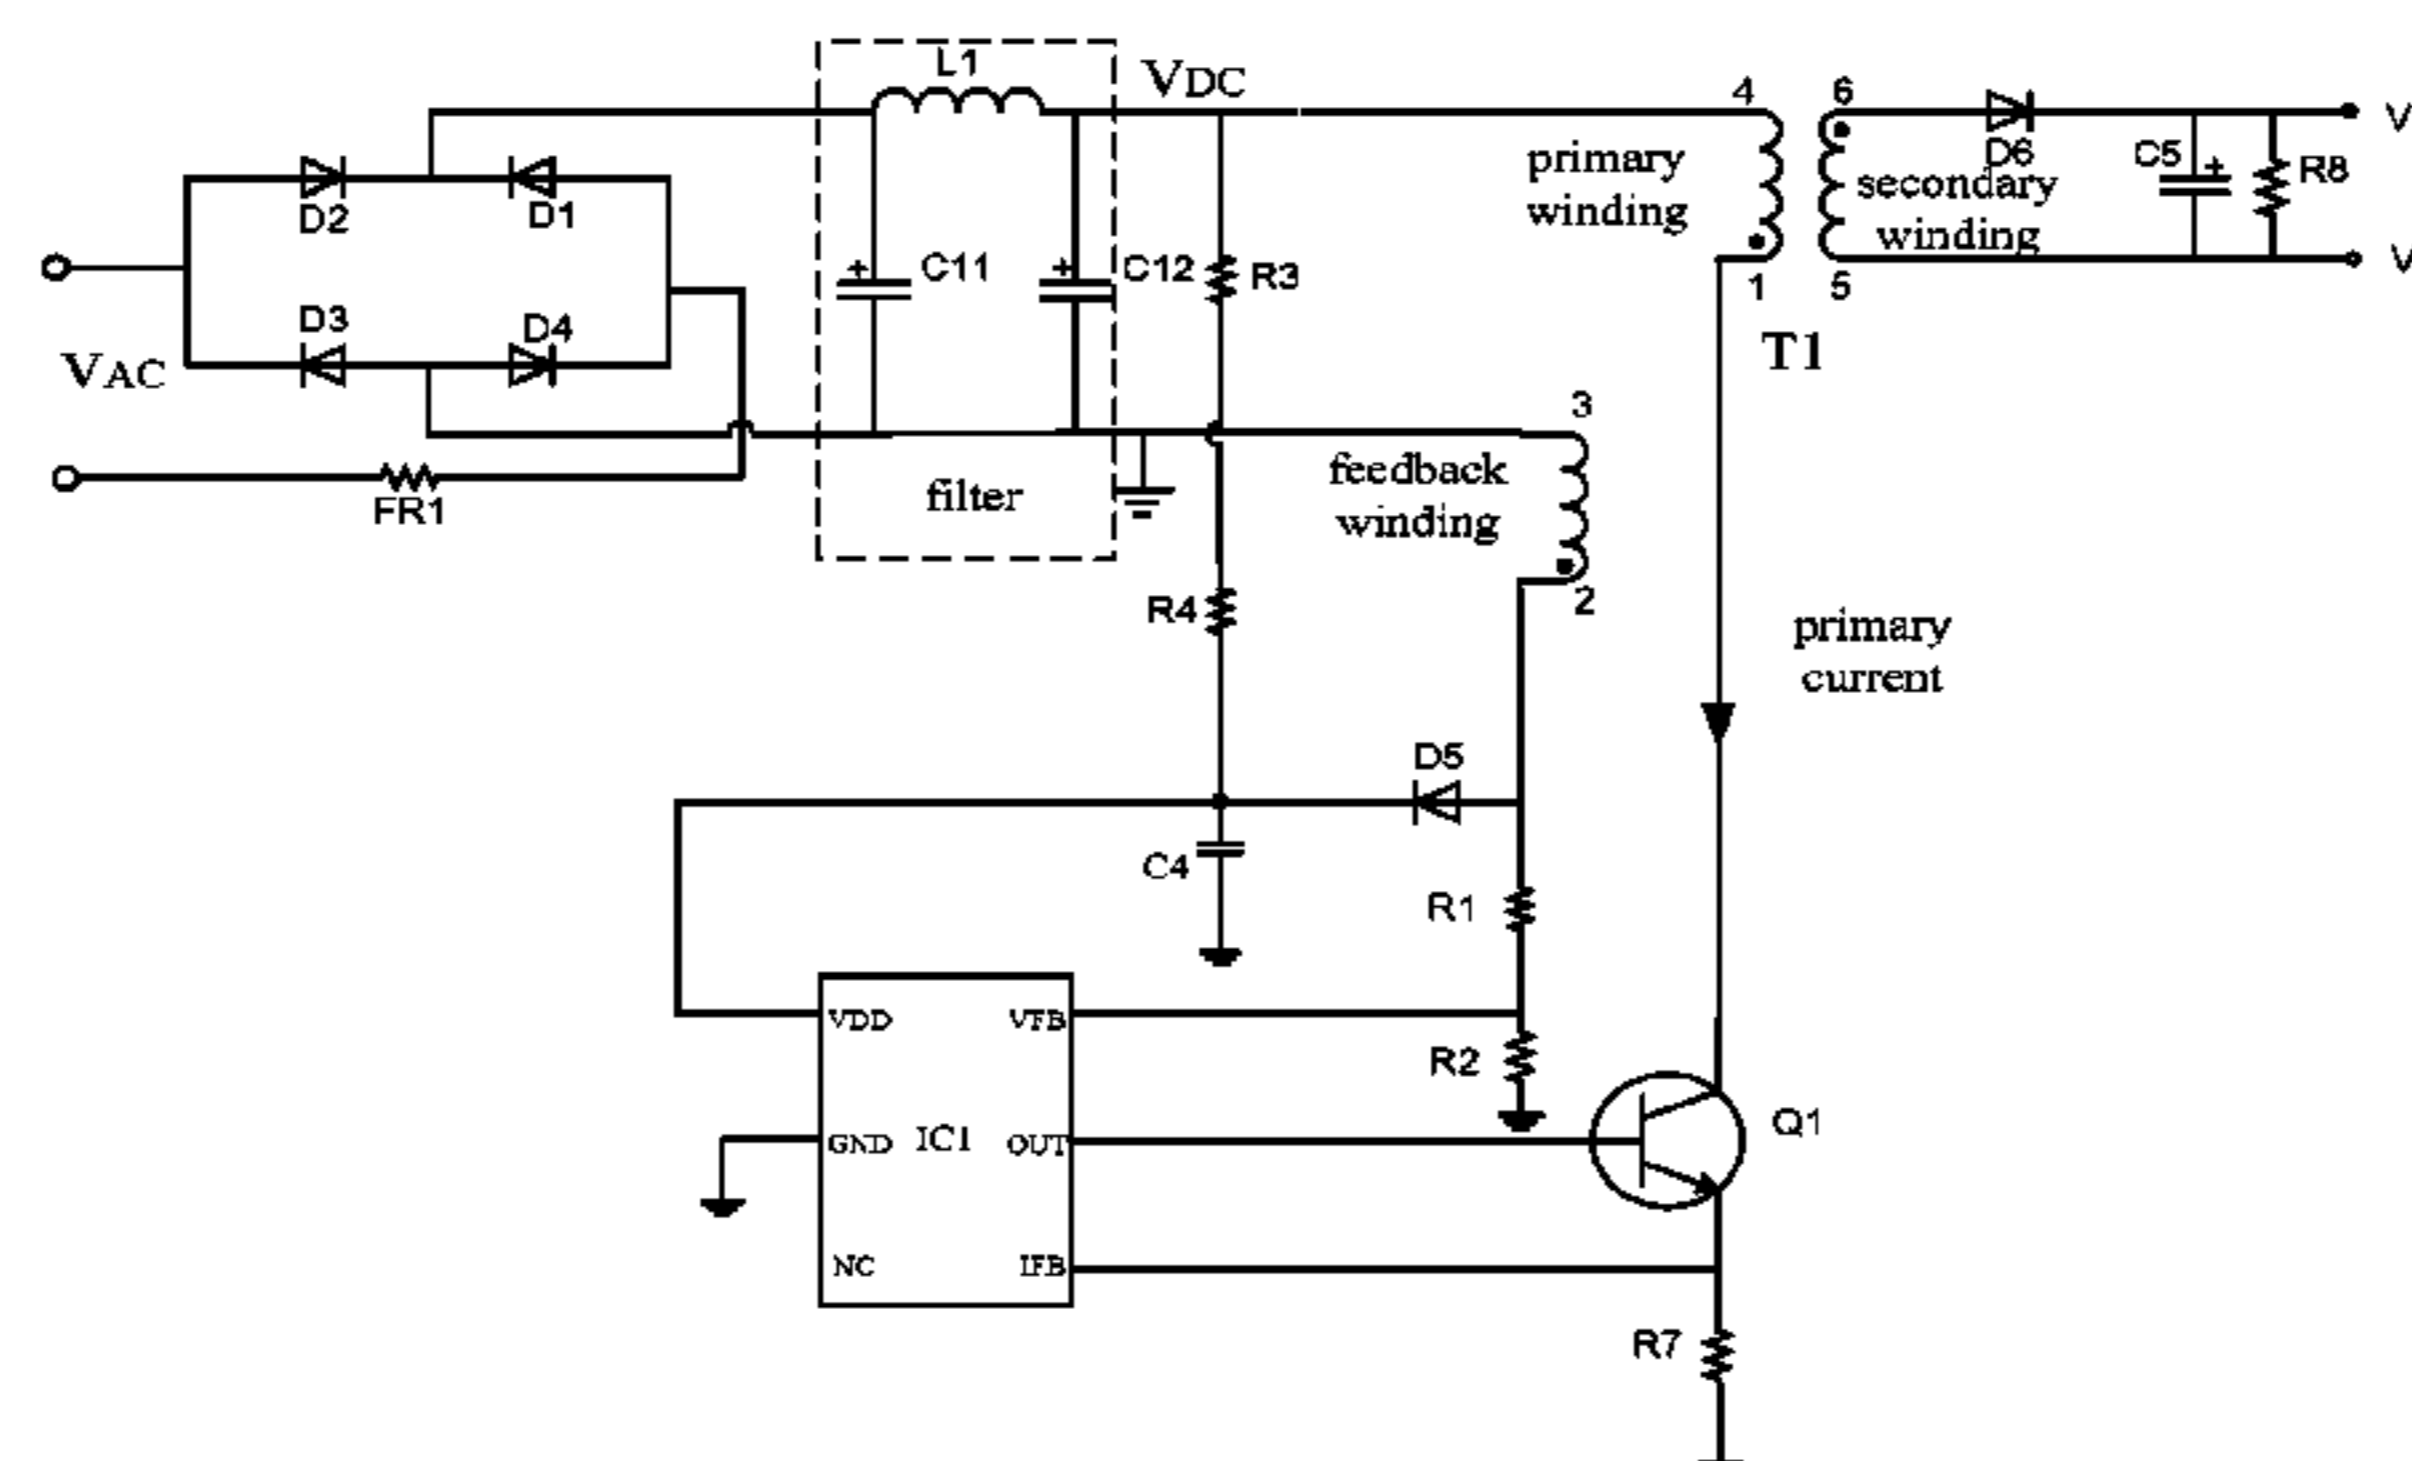 L1
VDC
4
6
D6
C5
+
R8
V
primary
winding
secondary
winding
D2
D1
+
C11
+
C12
R3
V
1
5
T1
D3
D4
VAC
3
FR1
filter
feedback
winding
2
R4
primary
current
D5
C4
R1
VDD
VFB
R2
GND
IC1
OUT
Q1
NC
IFB
R7